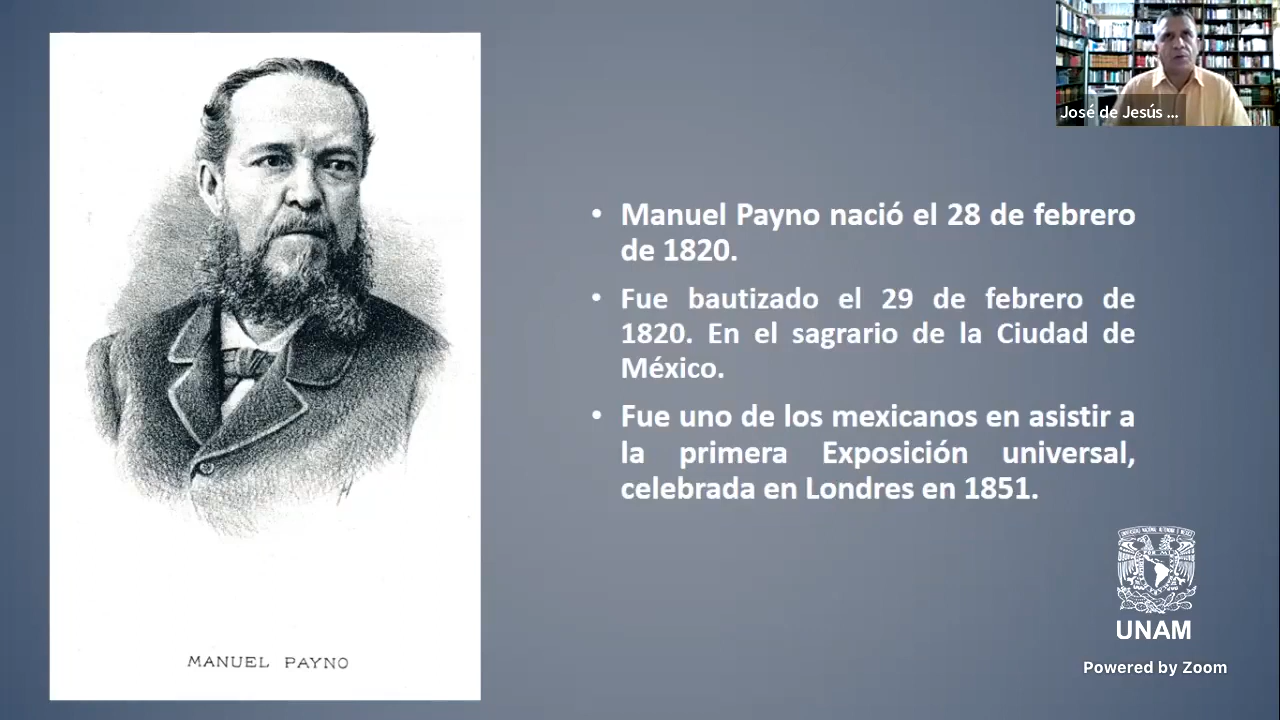 José de Jesús ...
• Manuel Payno nació el 28 de febrero
de 1820.
• Fue bautizado el 29 de febrero de
1820. En el sagrario de la Ciudad de
México.
• Fue uno de los mexicanos en asistir a
la primera Exposición universal,
celebrada en Londres en 1851.
MANUEL PAYNO
UNAM
Powered by Zoom